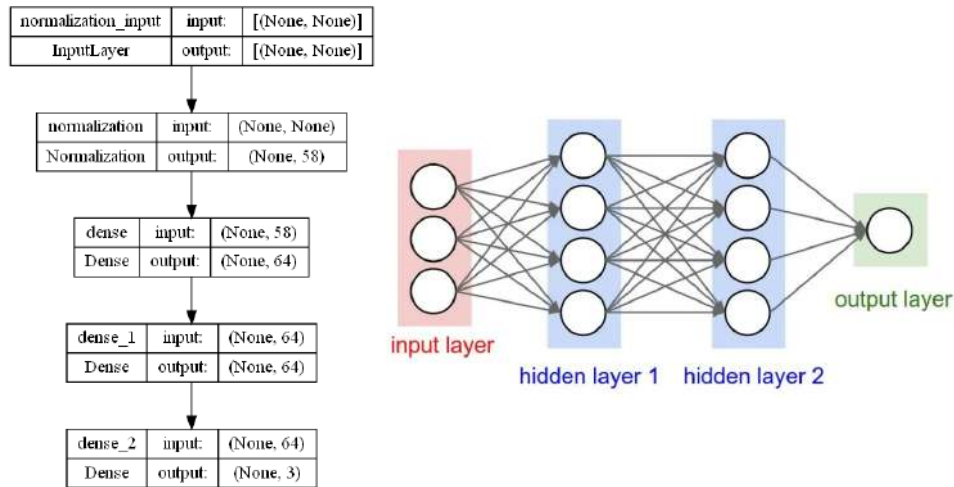 normalization_input input: [(None, None)]
InputLayer output: [(None, None)]
normalization input: (None, None)
Normalization output: (None, 58)
dense input: (None, 58)
Dense output: (None, 64)
dense_1 input: (None, 64)
Dense output: (None, 64)
dense_2 input: (None, 64)
Dense output: (None, 3)
input layer
hidden layer 1
hidden layer 2
output layer